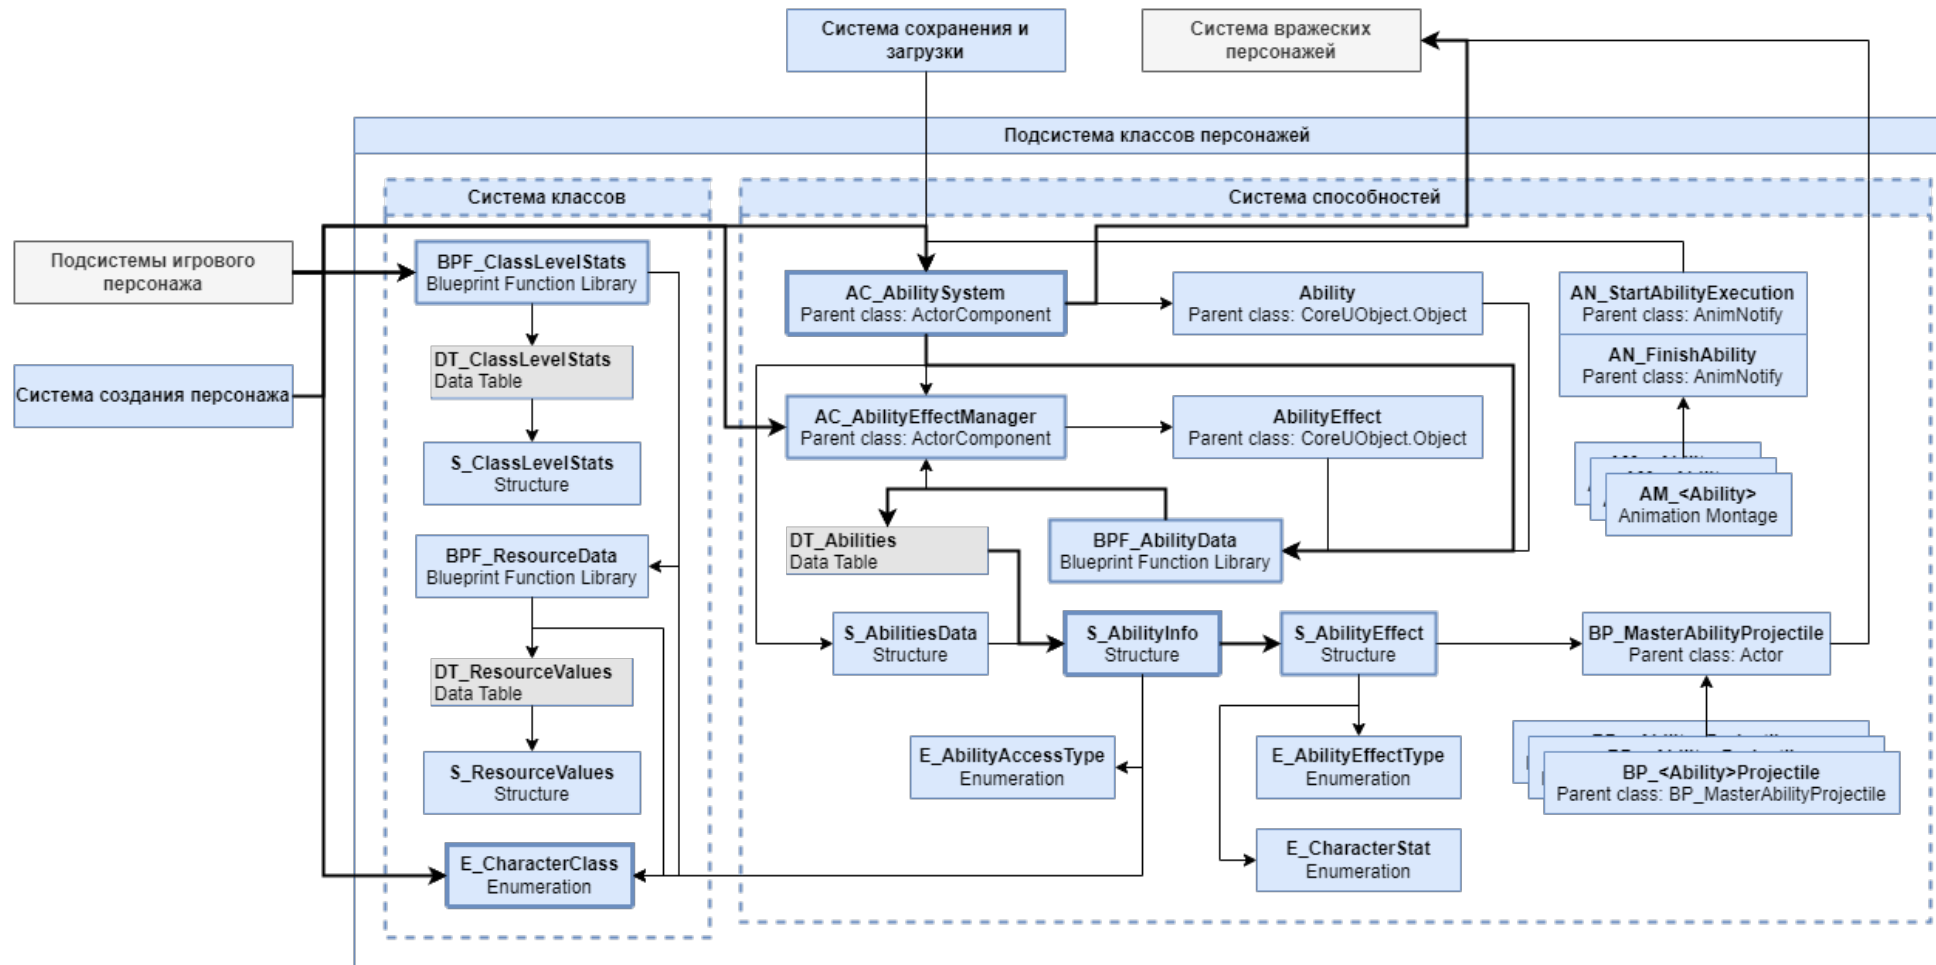 Система сохранения и
загрузки
Система вражеских
персонажей
Подсистема классов персонажей
Система классов
Система способностей
Подсистемы игрового
персонажа
Система создания персонажа
BPF_ClassLevelStats
Blueprint Function Library
DT_ClassLevelStats
Data Table
S_ClassLevelStats
Structure
BPF_ResourceData
Blueprint Function Library
DT_ResourceValues
Data Table
S_ResourceValues
Structure
E_CharacterClass
Enumeration
AC_AbilitySystem
Parent class: ActorComponent
Ability
Parent class: CoreUObject.Object
AN_StartAbilityExecution
Parent class: AnimNotify
AN_FinishAbility
Parent class: AnimNotify
AC_AbilityEffectManager
Parent class: ActorComponent
AbilityEffect
Parent class: CoreUObject.Object
AM_<Ability>
Animation Montage
DT_Abilities
Data Table
BPF_AbilityData
Blueprint Function Library
S_AbilitiesData
Structure
S_AbilityInfo
Structure
S_AbilityEffect
Structure
BP_MasterAbilityProjectile
Parent class: Actor
E_AbilityAccessType
Enumeration
E_AbilityEffectType
Enumeration
BP_<Ability>Projectile
Parent class: BP_MasterAbilityProjectile
E_CharacterStat
Enumeration